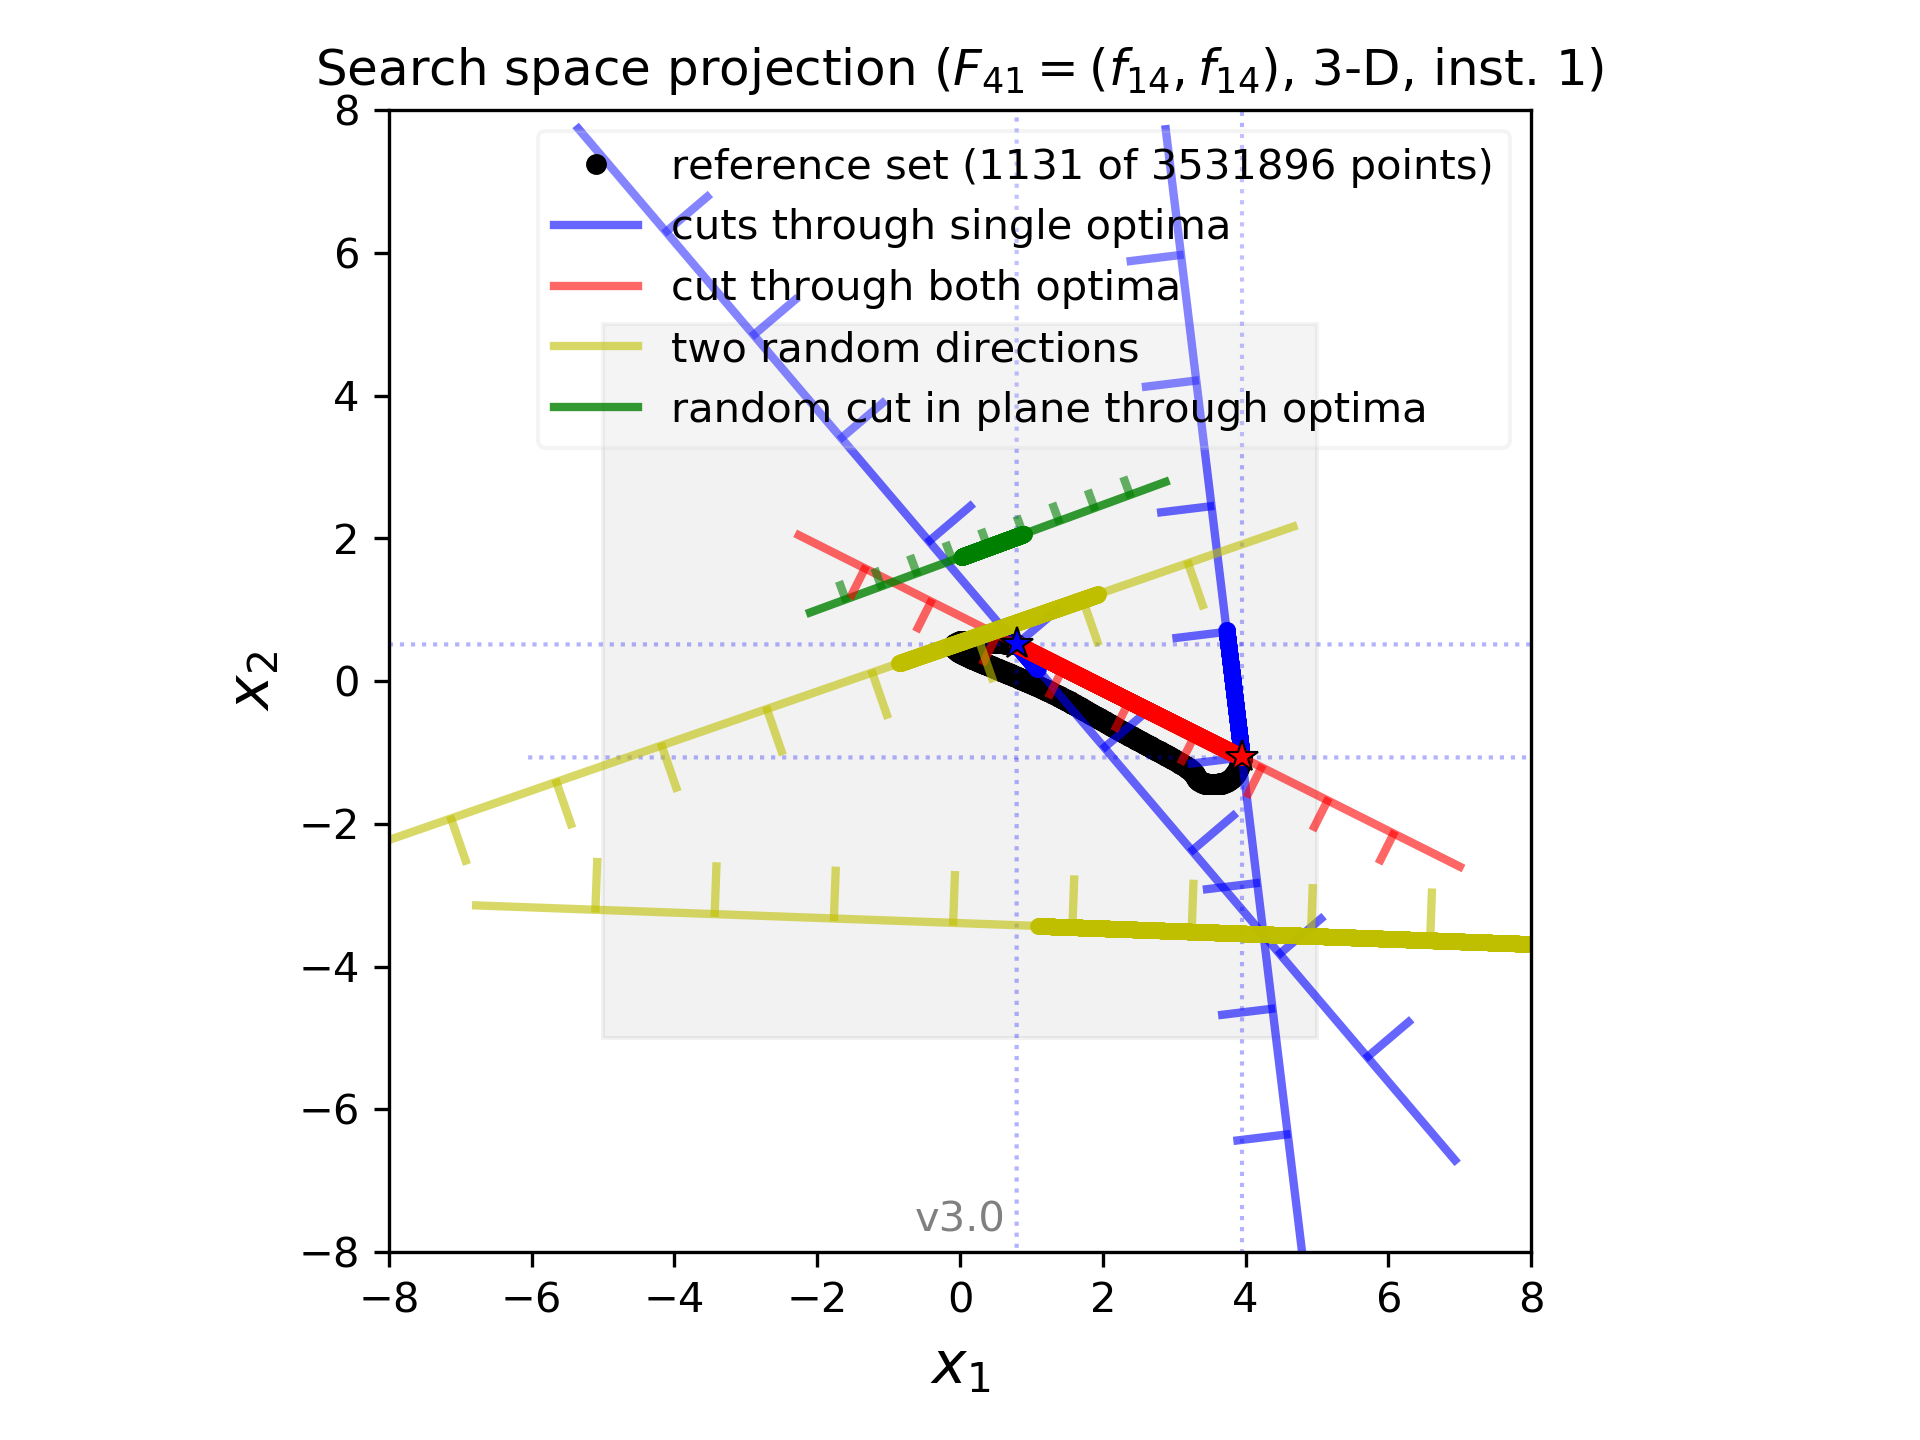 Search space projection (F41 = (f14, f14), 3-D, inst. 1)
reference set (1131 of 3531896 points)
cuts through single optima
cut through both optima
two random directions
random cut in plane through optima
8
6
4
2
0
−2
−4
−6
−8
x2
v3.0
−8 −6 −4 −2 0 2 4 6 8
x1